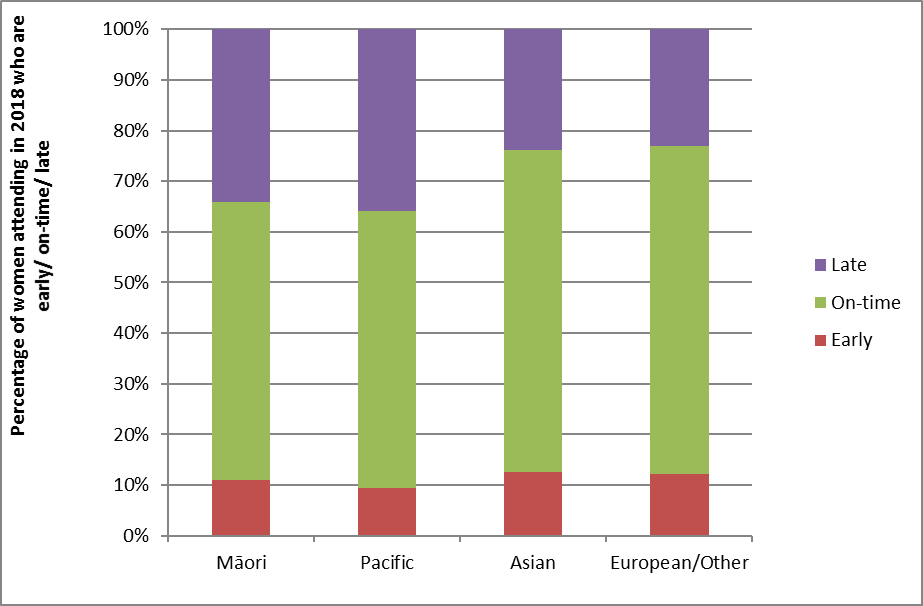 Percentage of women attending in 2018 who are
early/ on-time/ late
100%
90%
80%
70%
60%
50%
40%
30%
20%
10%
0%
Māori
Pacific
Asian
European/Other
Late
On-time
Early